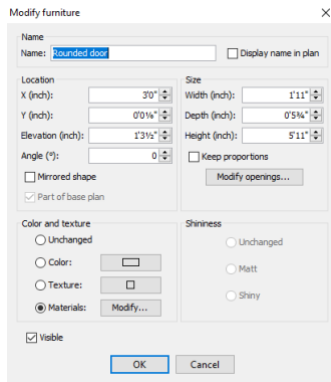 Modify furniture
Name
Name: Rounded door Display name in plan
Location Size
X (inch): 3'0" Width (inch): 1'11"
Y (inch): 0'0⅛" Depth (inch): 0'5¾"
Elevation (inch): 1'3½" Height (inch): 5'11"
Angle (º): 0 Keep proportions
Mirrored shape Modify openings...
Part of base plan
Color and texture Shininess
Unchanged Unchanged
Color:
Texture: Matt
Materials: Modify... Shiny
Visible
OK Cancel